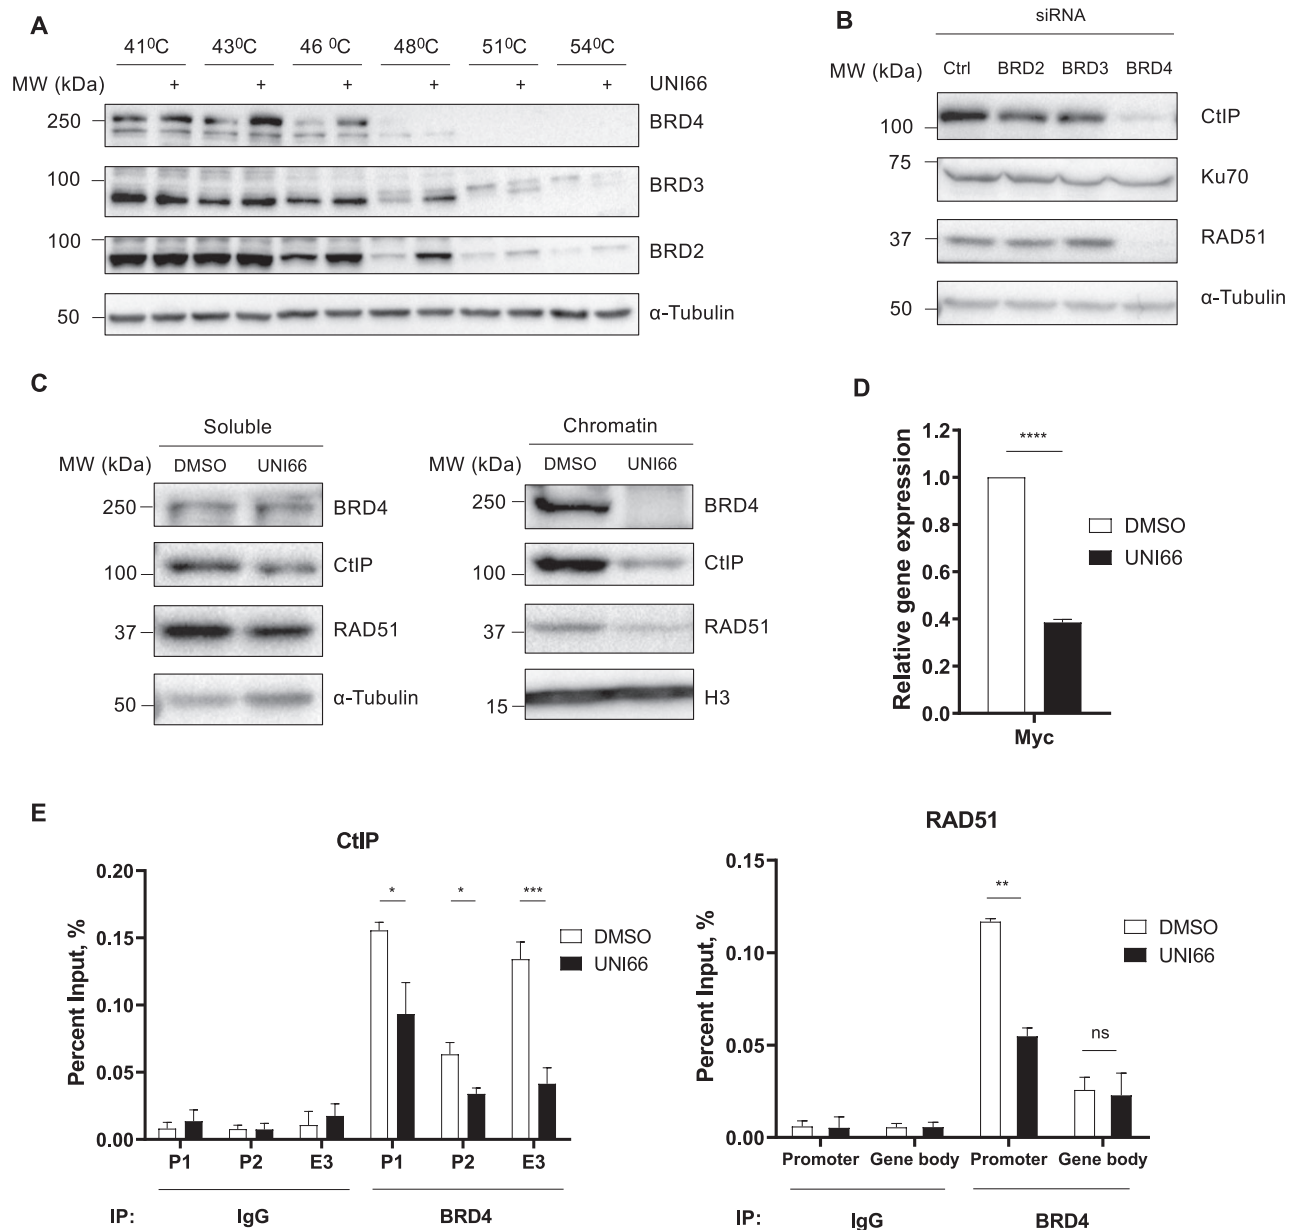 A
41⁰C 43⁰C 46 ⁰C 48⁰C 51⁰C 54⁰C
MW (kDa) + + + + + + UNI66
250 BRD4
100 BRD3
100 BRD2
50 α-Tubulin
B
siRNA
MW (kDa) Ctrl BRD2 BRD3 BRD4
100 CtIP
75 Ku70
37 RAD51
50 α-Tubulin
C
Soluble
MW (kDa) DMSO UNI66
250 BRD4
100 CtIP
37 RAD51
50 α-Tubulin
Chromatin
MW (kDa) DMSO UNI66
250 BRD4
100 CtIP
37 RAD51
15 H3
D
Relative gene expression
1.2
1.0
0.8
0.6
0.4
0.2
0.0
****
DMSO
UNI66
Myc
E
CtIP
Percent Input, %
0.20
0.15
0.10
0.05
0.00
* * ***
DMSO
UNI66
P1 P2 E3 P1 P2 E3
IP: IgG BRD4
RAD51
Percent Input, %
0.15
0.10
0.05
0.00
**
ns
DMSO
UNI66
Promoter Gene body Promoter Gene body
IP: IgG BRD4